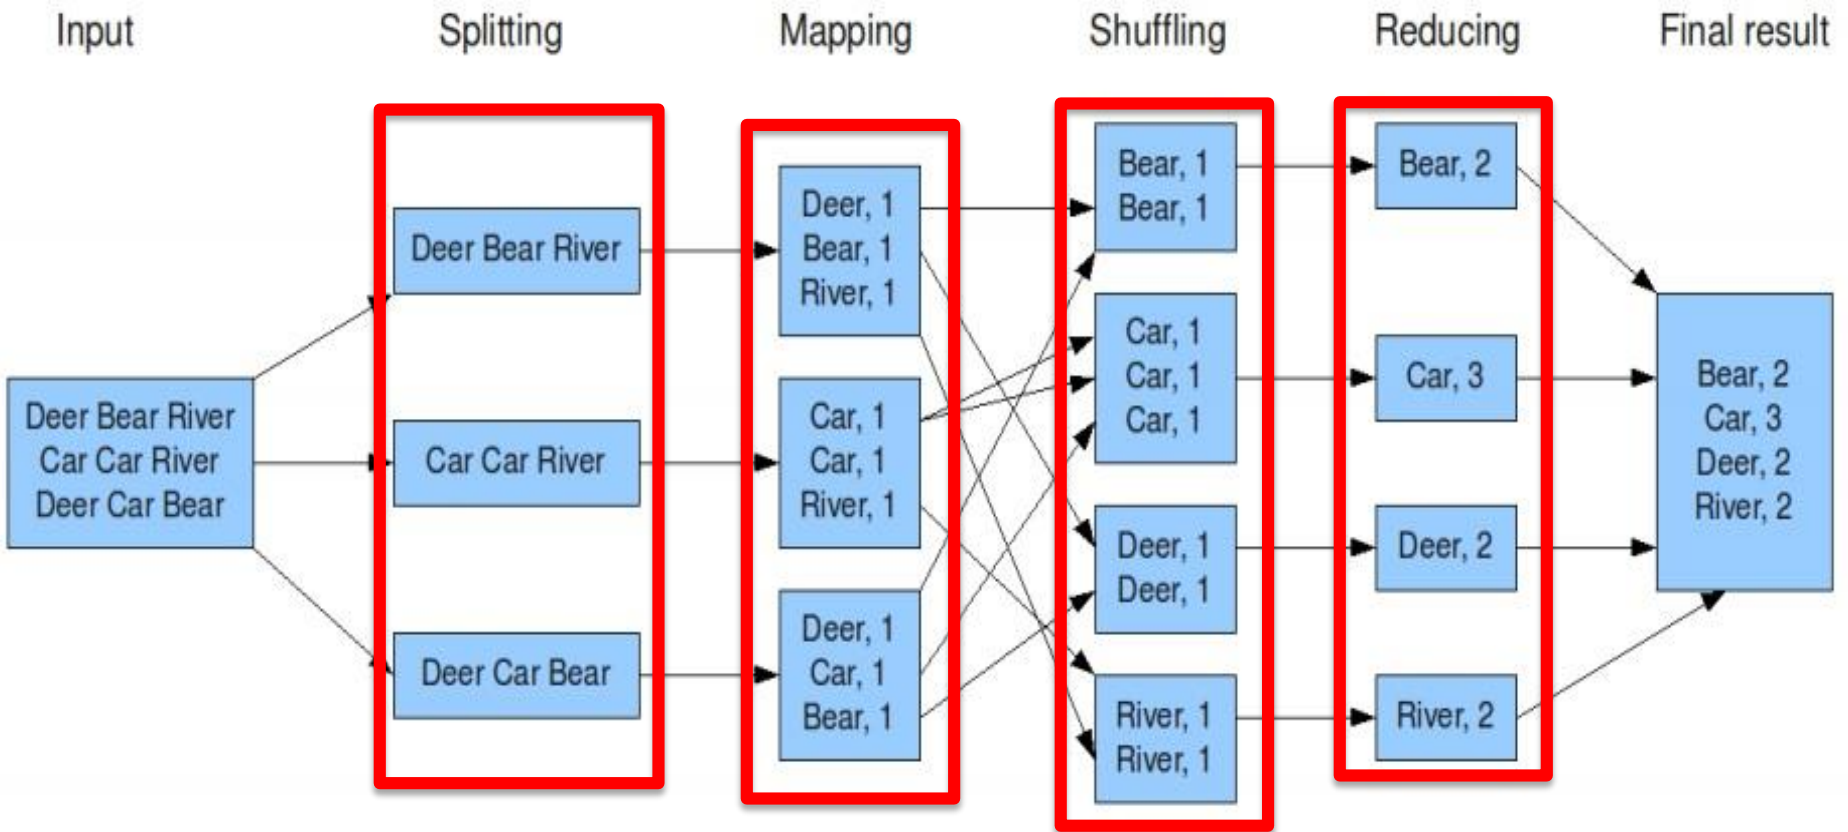 Input
Splitting
Mapping
Shuffling
Reducing
Final result
Deer Bear River
Car Car River
Deer Car Bear
Deer Bear River
Car Car River
Deer Car Bear
Deer, 1
Bear, 1
River, 1
Car, 1
Car, 1
River, 1
Deer, 1
Car, 1
Bear, 1
Bear, 1
Bear, 1
Car, 1
Car, 1
Car, 1
Deer, 1
Deer, 1
River, 1
River, 1
Bear, 2
Car, 3
Deer, 2
River, 2
Bear, 2
Car, 3
Deer, 2
River, 2